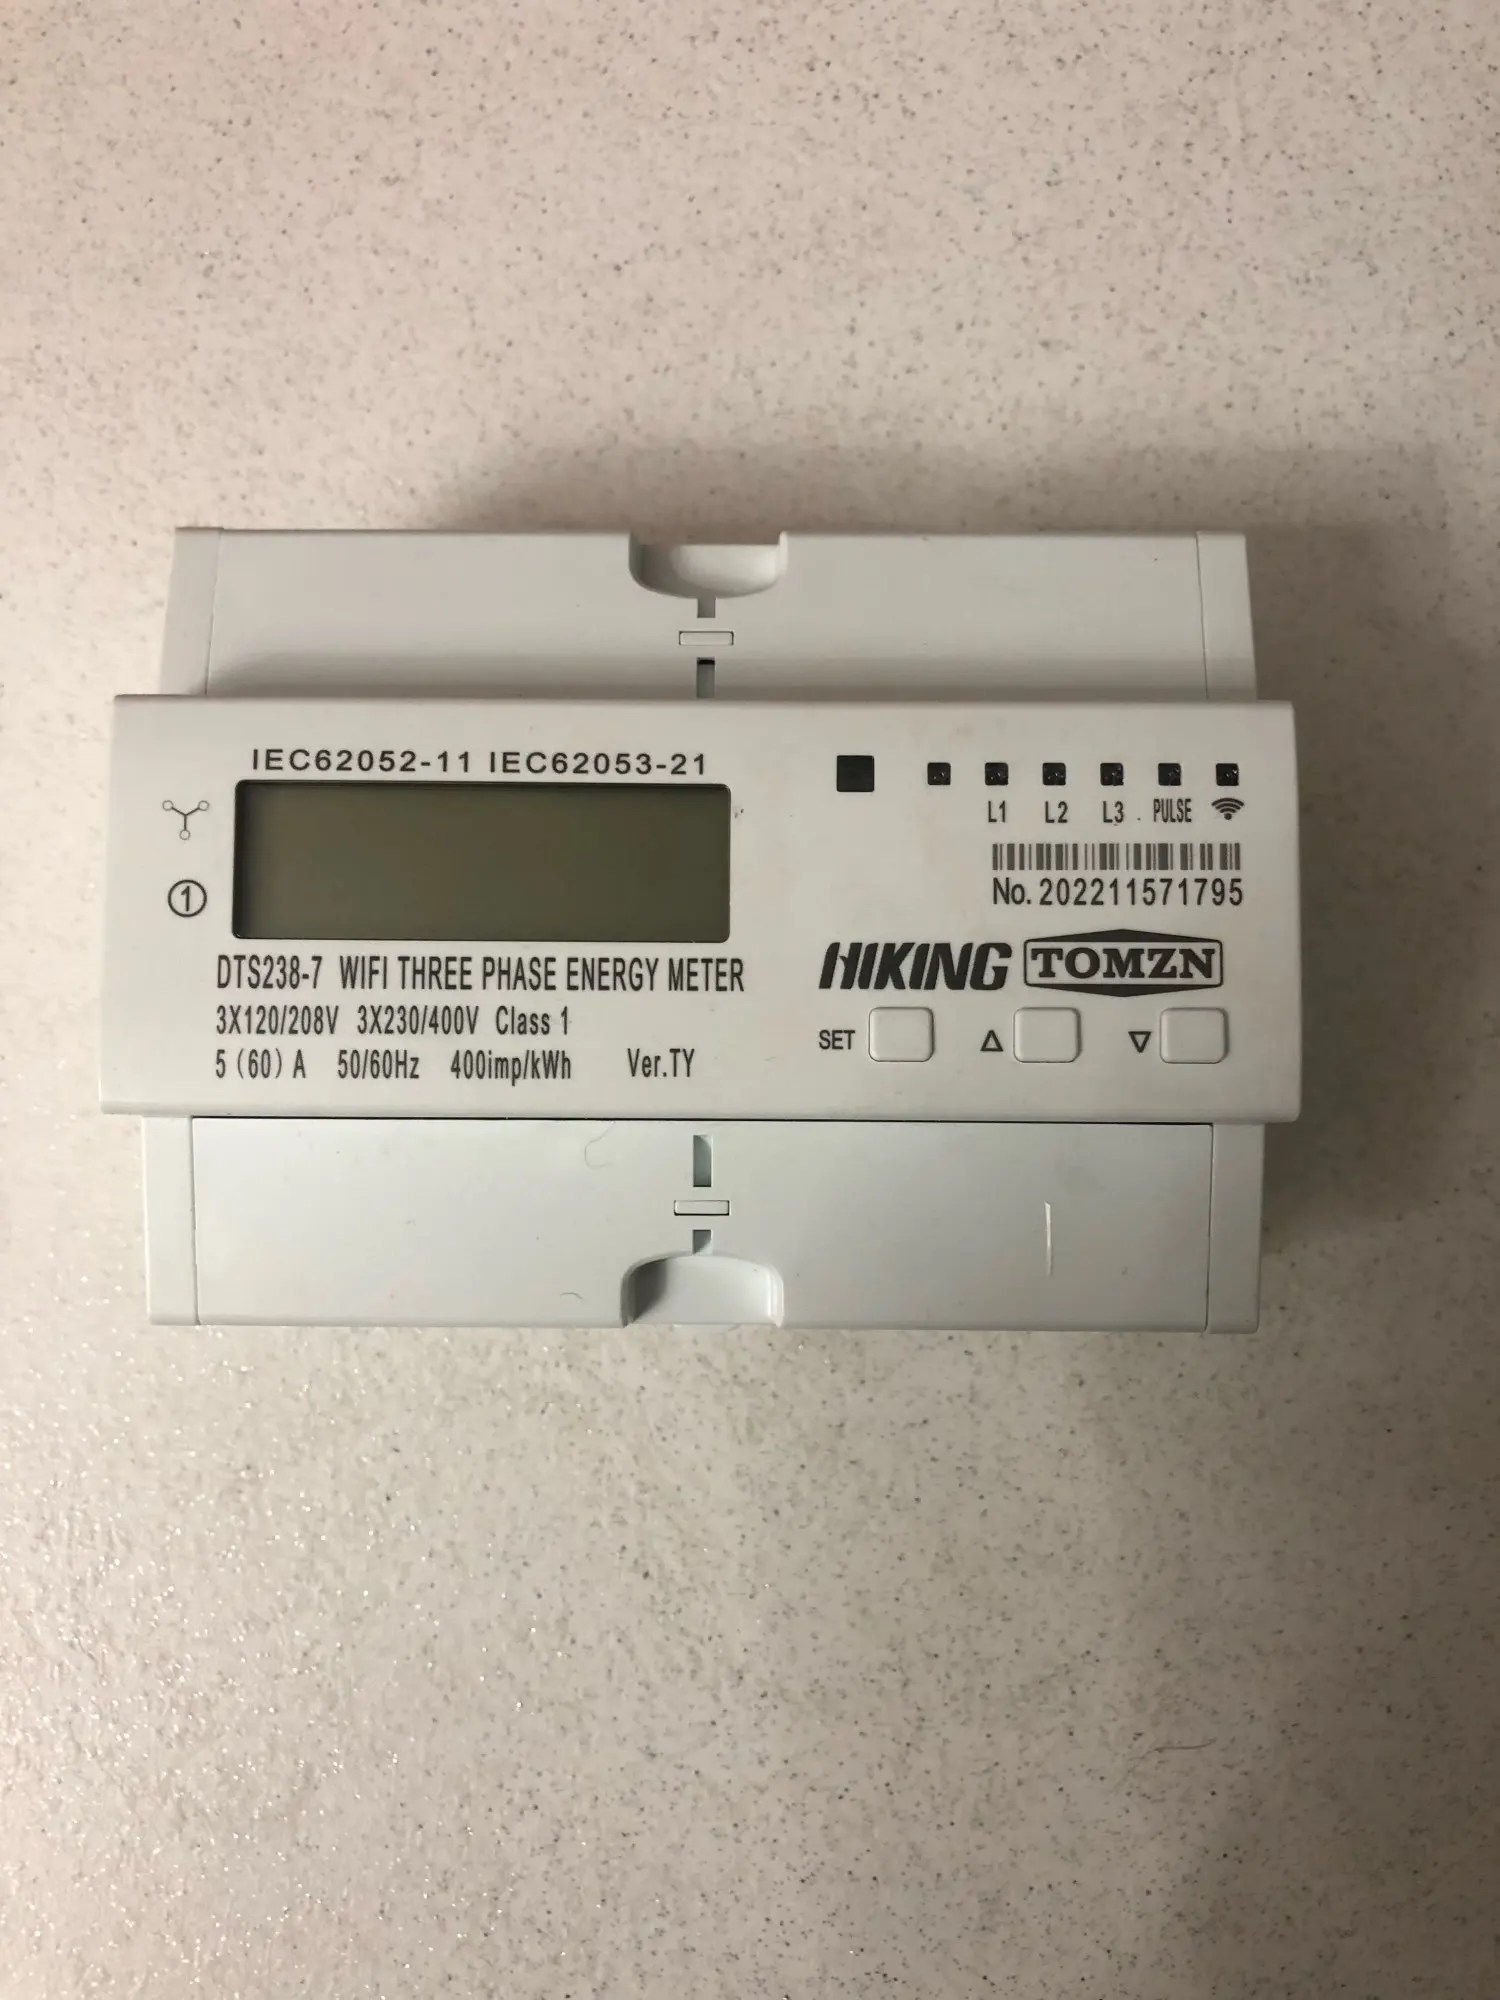 IEC62052-11 IEC62053-21
L1 L2 L3 PULSE
No. 202211571795
1
DTS238-7 WIFI THREE PHASE ENERGY METER
HIKING TOMZN
3X120/208V 3X230/400V Class 1
SET
5(60)A 50/60Hz 400imp/kWh Ver.TY